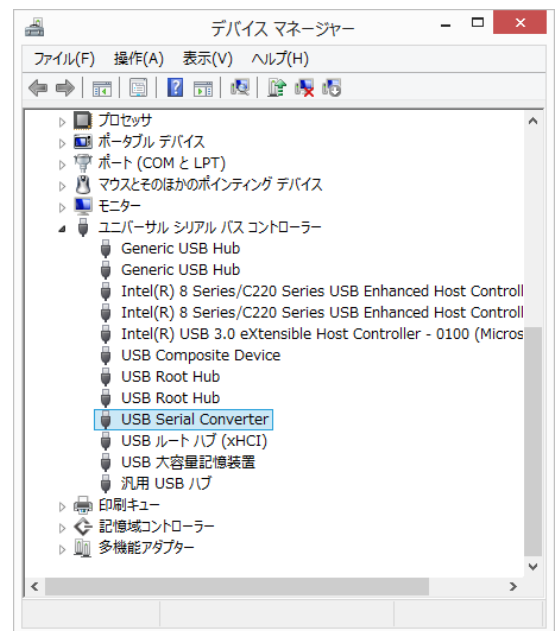 デバイス マネージャー
ファイル(F) 操作(A) 表示(V) ヘルプ(H)
プロセッサ
ポータブル デバイス
ポート (COM と LPT)
マウスとそのほかのポインティング デバイス
モニター
ユニバーサル シリアル バス コントローラー
Generic USB Hub
Generic USB Hub
Intel(R) 8 Series/C220 Series USB Enhanced Host Controll
Intel(R) 8 Series/C220 Series USB Enhanced Host Controll
Intel(R) USB 3.0 eXtensible Host Controller - 0100 (Micros
USB Composite Device
USB Root Hub
USB Root Hub
USB Serial Converter
USB ルート ハブ (xHCI)
USB 大容量記憶装置
汎用 USB ハブ
印刷キュー
記憶域コントローラー
多機能アダプター